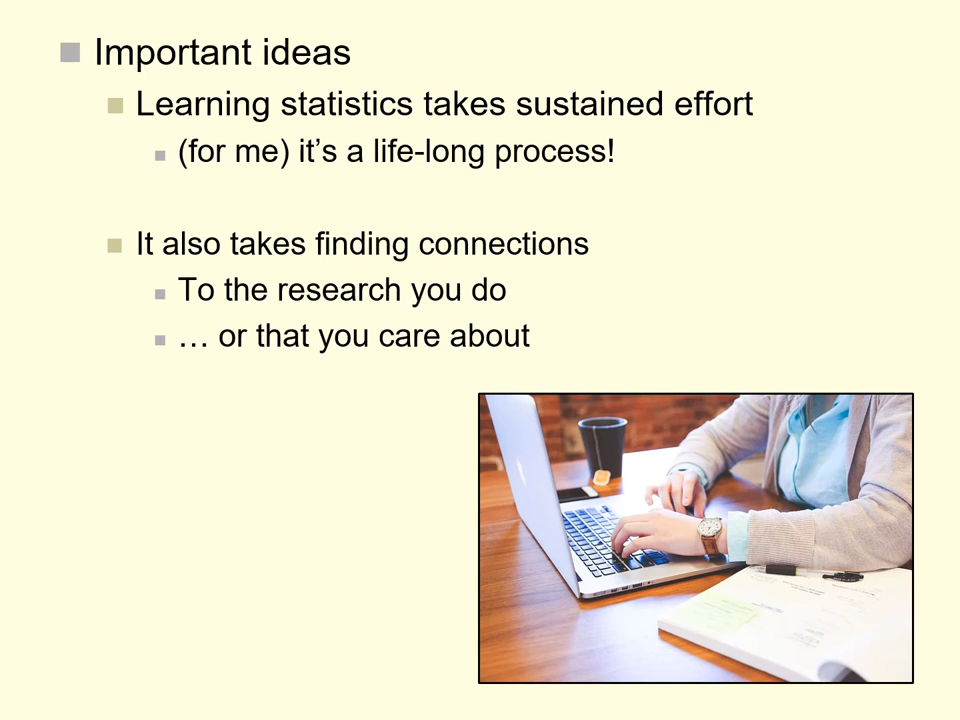 Important ideas
Learning statistics takes sustained effort
(for me) it’s a life-long process!
It also takes finding connections
To the research you do
… or that you care about